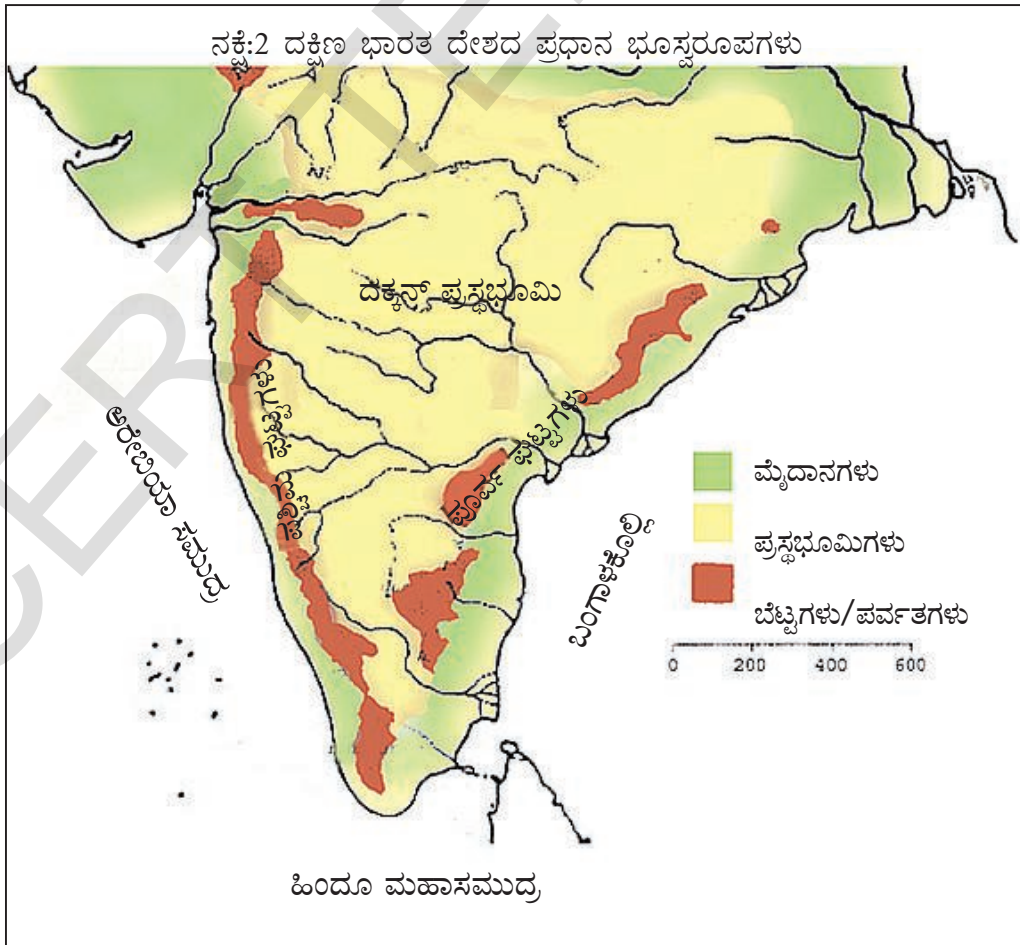 ನಕ್ಷೆ:2 ದಕ್ಷಿಣ ಭಾರತ ದೇಶದ ಪ್ರಧಾನ ಭೂಸ್ವರೂಪಗಳು
ದಕ್ಕನ್ ಪ್ರಸ್ಥಭೂಮಿ
ಪಶ್ಚಿಮ ಘಟ್ಟಗಳು
ಪೂರ್ವ ಘಟ್ಟಗಳು
ಅರೇಬಿಯಾ ಸಮುದ್ರ
ಬಂಗಾಳಕೊಲ್ಲಿ
ಮೈದಾನಗಳು
ಪ್ರಸ್ಥಭೂಮಿಗಳು
ಬೆಟ್ಟಗಳು/ಪರ್ವತಗಳು
0 200 400 600
ಹಿಂದೂ ಮಹಾಸಮುದ್ರ